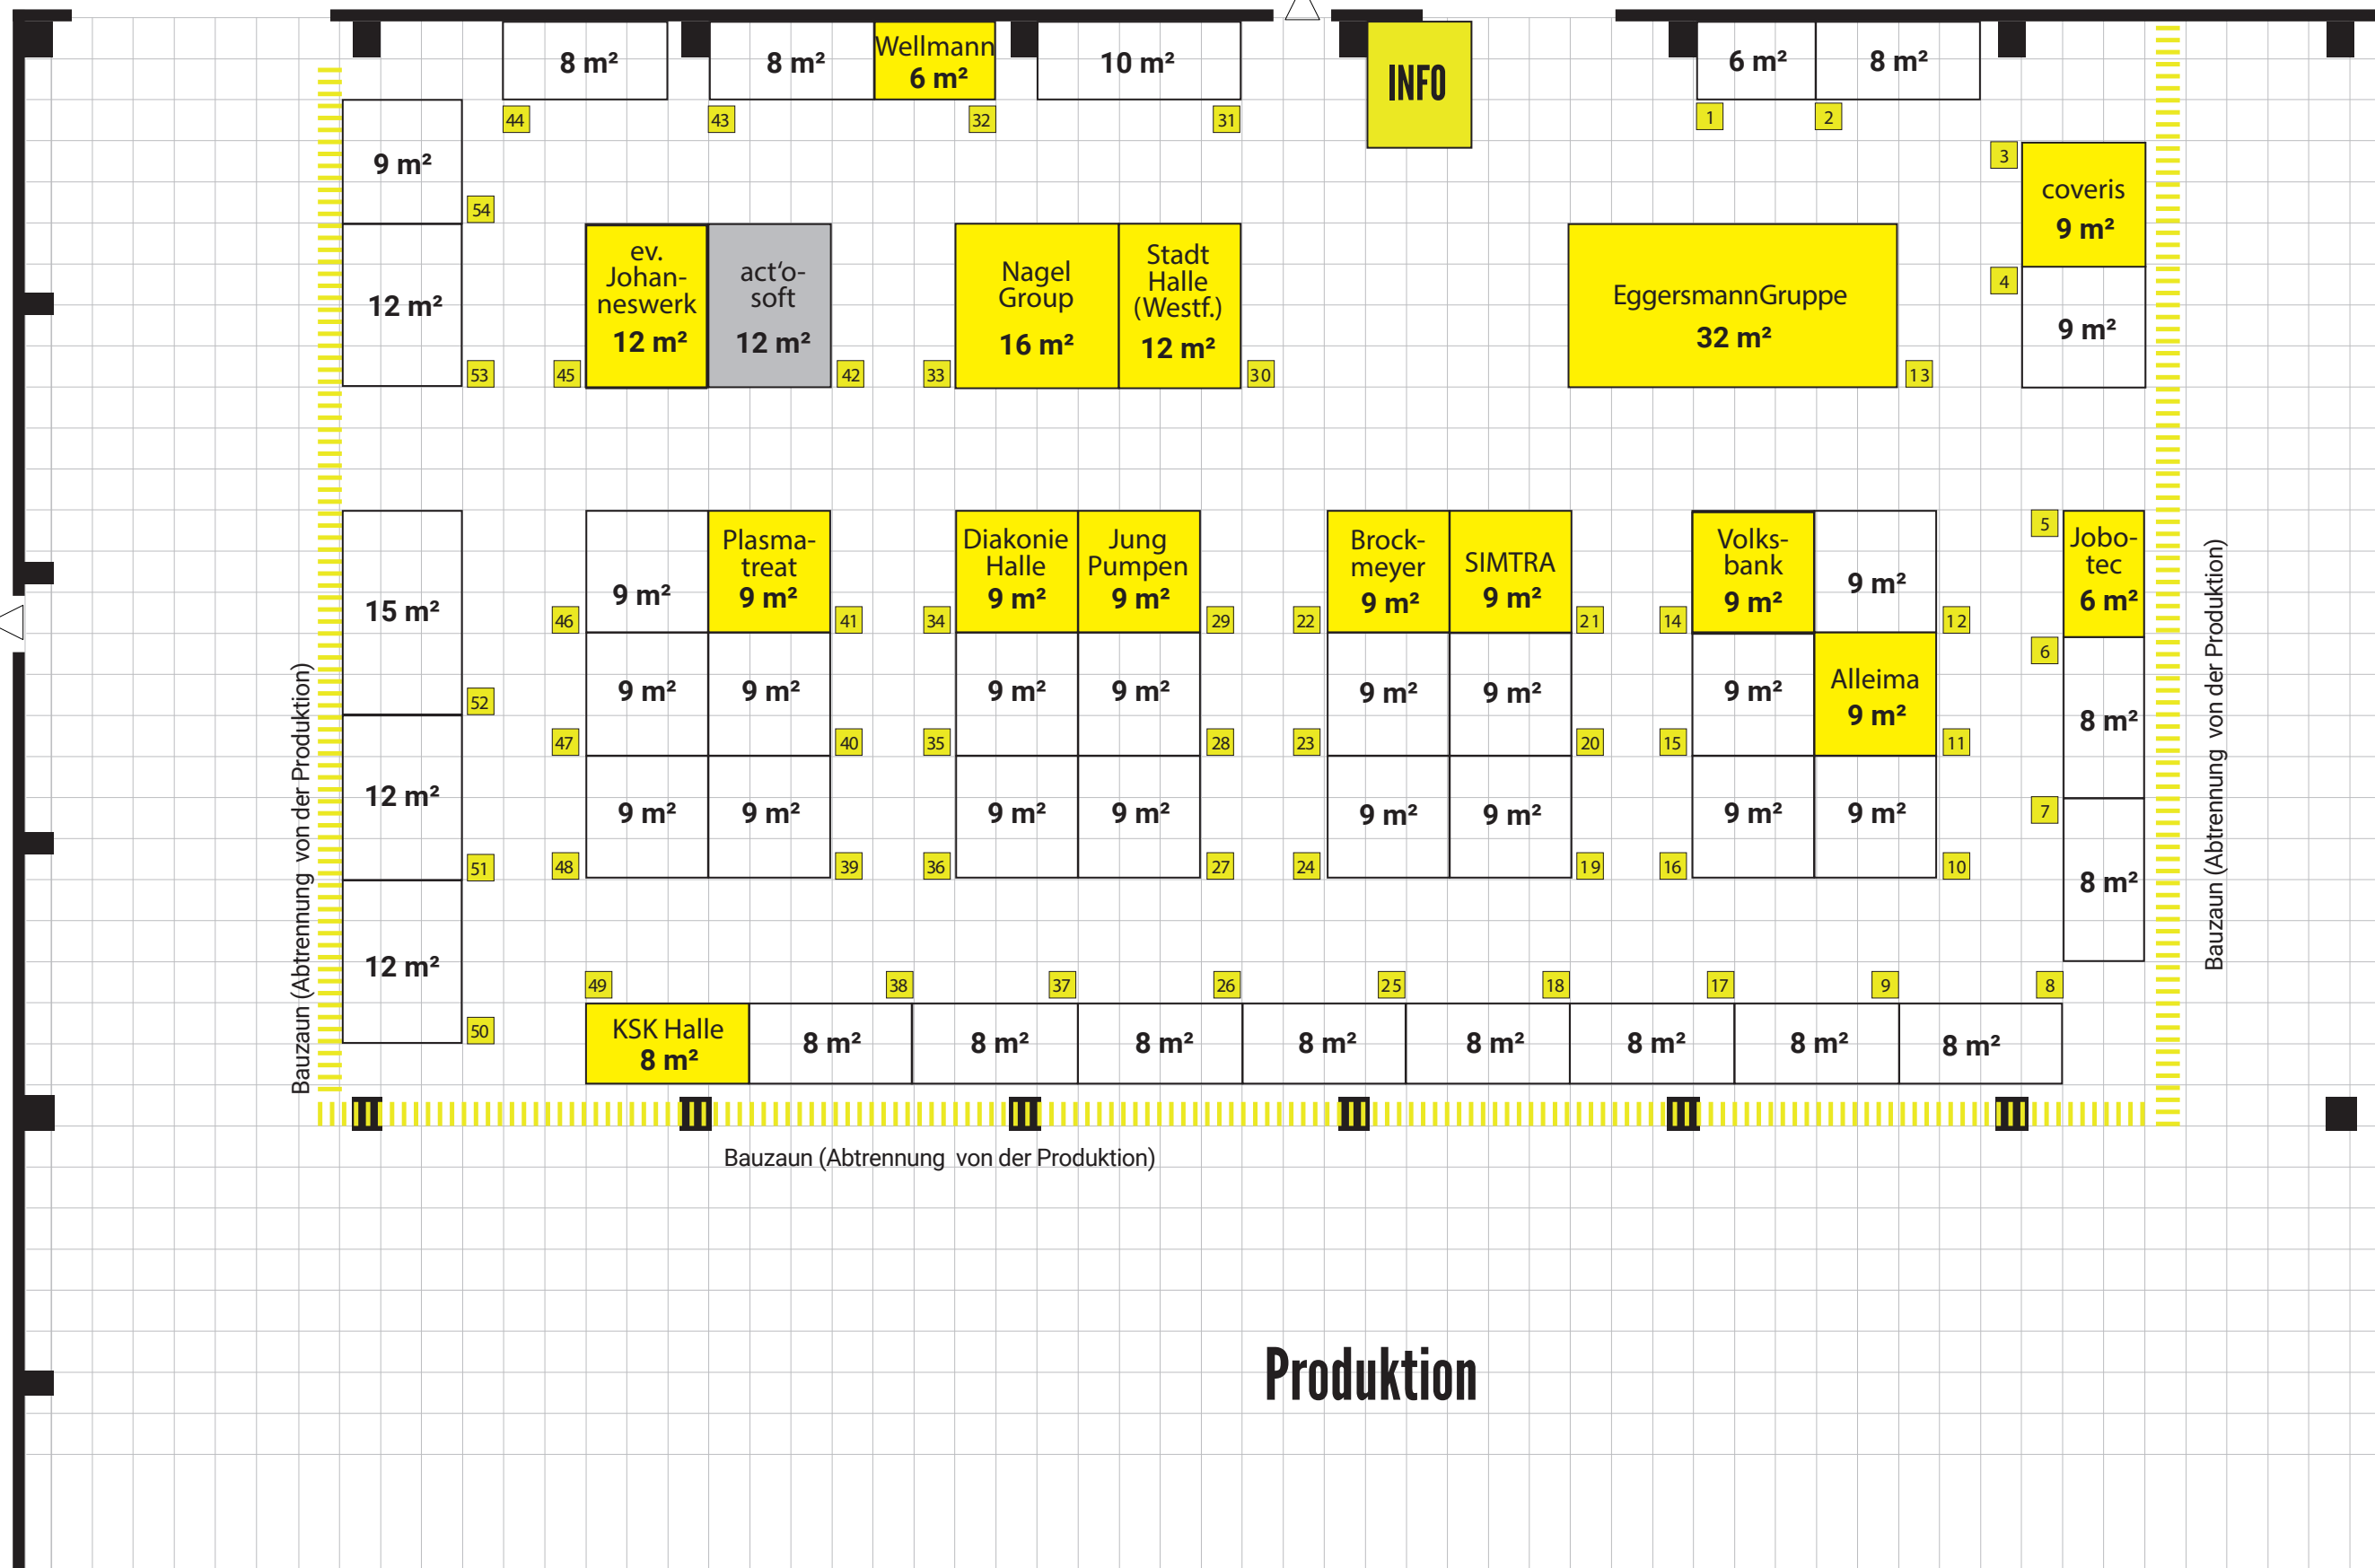 8 m²
8 m²
Wellmann
6 m²
10 m²
INFO
6 m²
8 m²
44
43
32
31
1
2
9 m²
54
3
coveris
9 m²
12 m²
53
45
ev.
Johan-
neswerk
12 m²
act‘o-
soft
12 m²
42
33
Nagel
Group
16 m²
Stadt
Halle
(Westf.)
12 m²
30
EggersmannGruppe
32 m²
13
4
9 m²
15 m²
52
46
9 m²
Plasma-
treat
9 m²
41
34
Diakonie
Halle
9 m²
Jung
Pumpen
9 m²
29
22
Brock-
meyer
9 m²
SIMTRA
9 m²
21
14
Volks-
bank
9 m²
9 m²
12
5
Jobo-
tec
6 m²
47
9 m²
9 m²
40
35
9 m²
9 m²
28
23
9 m²
9 m²
20
15
9 m²
Alleima
9 m²
11
6
8 m²
12 m²
51
48
9 m²
9 m²
39
36
9 m²
9 m²
27
24
9 m²
9 m²
19
16
9 m²
9 m²
10
7
8 m²
12 m²
50
49
38
37
26
25
18
17
9
8
KSK Halle
8 m²
8 m²
8 m²
8 m²
8 m²
8 m²
8 m²
8 m²
8 m²
Bauzaun (Abtrennung von der Produktion)
Bauzaun (Abtrennung von der Produktion)
Bauzaun (Abtrennung von der Produktion)
Produktion